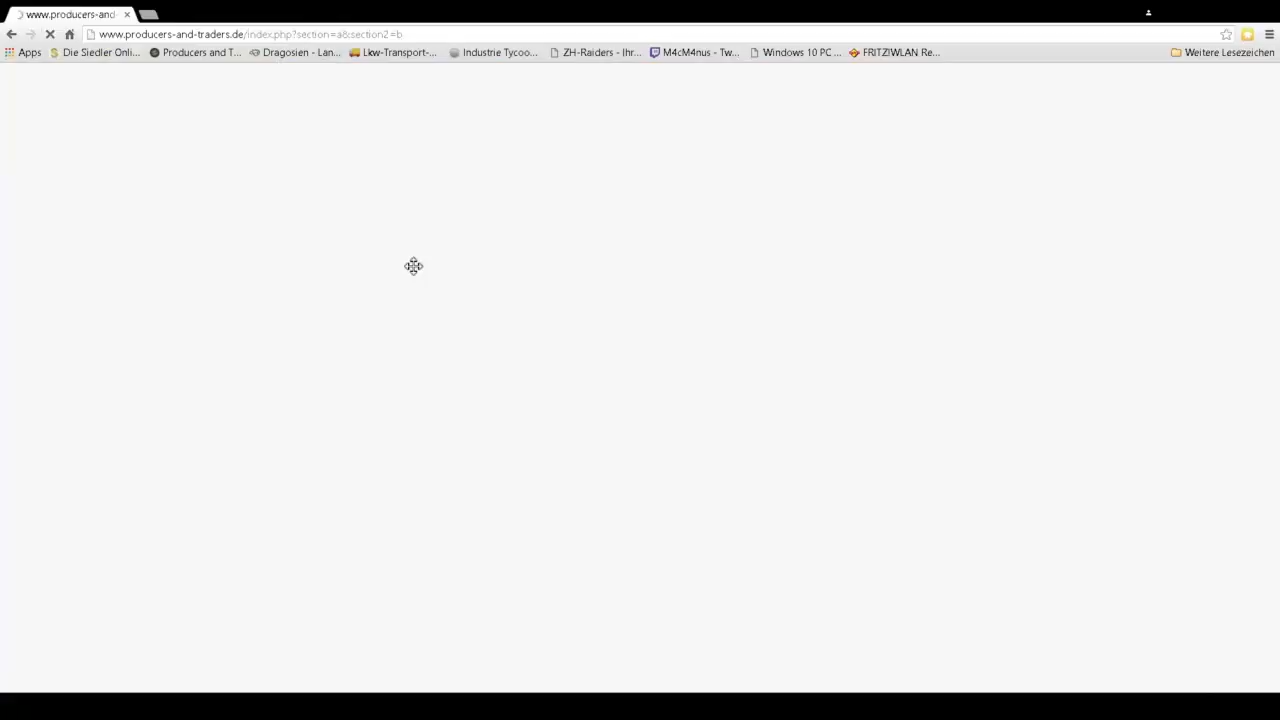 www.producers-and-
www.producers-and-traders.de/index.php?section=a&section2=b
Apps Die Siedler Onli... Producers and T... Dragosien - Lan... Lkw-Transport-... Industrie Tycoo... ZH-Raiders - Ihr... M4cM4nus - Tw... Windows 10 PC ... FRITZ!WLAN Re... Weitere Lesezeichen